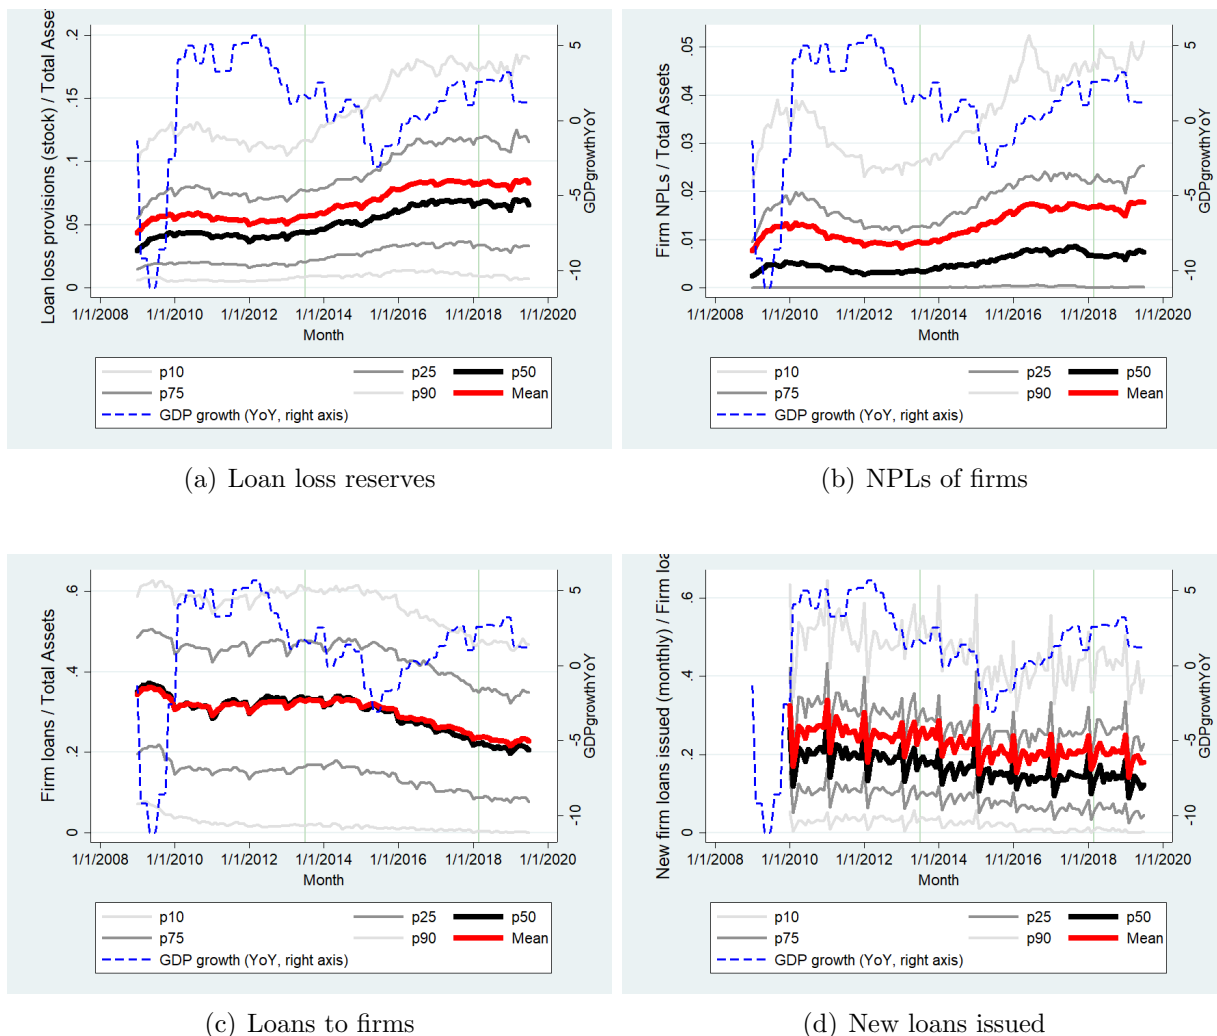 Loan loss provisions (stock) / Total Asset
GDPgrowthYoY
.2
.15
.1
.05
0
5
0
-5
-10
1/1/2008 1/1/2010 1/1/2012 1/1/2014 1/1/2016 1/1/2018 1/1/2020
Month
p10 p25 p50
p75 p90 Mean
GDP growth (YoY, right axis)
(a) Loan loss reserves
Firm NPLs / Total Assets
GDPgrowthYoY
.05
.04
.03
.02
.01
0
5
0
-5
-10
1/1/2008 1/1/2010 1/1/2012 1/1/2014 1/1/2016 1/1/2018 1/1/2020
Month
p10 p25 p50
p75 p90 Mean
GDP growth (YoY, right axis)
(b) NPLs of firms
Firm loans / Total Assets
GDPgrowthYoY
.6
.4
.2
0
5
0
-5
-10
1/1/2008 1/1/2010 1/1/2012 1/1/2014 1/1/2016 1/1/2018 1/1/2020
Month
p10 p25 p50
p75 p90 Mean
GDP growth (YoY, right axis)
(c) Loans to firms
New firm loans issued (monthly) / Firm loa
GDPgrowthYoY
.6
.4
.2
0
5
0
-5
-10
1/1/2008 1/1/2010 1/1/2012 1/1/2014 1/1/2016 1/1/2018 1/1/2020
Month
p10 p25 p50
p75 p90 Mean
GDP growth (YoY, right axis)
(d) New loans issued